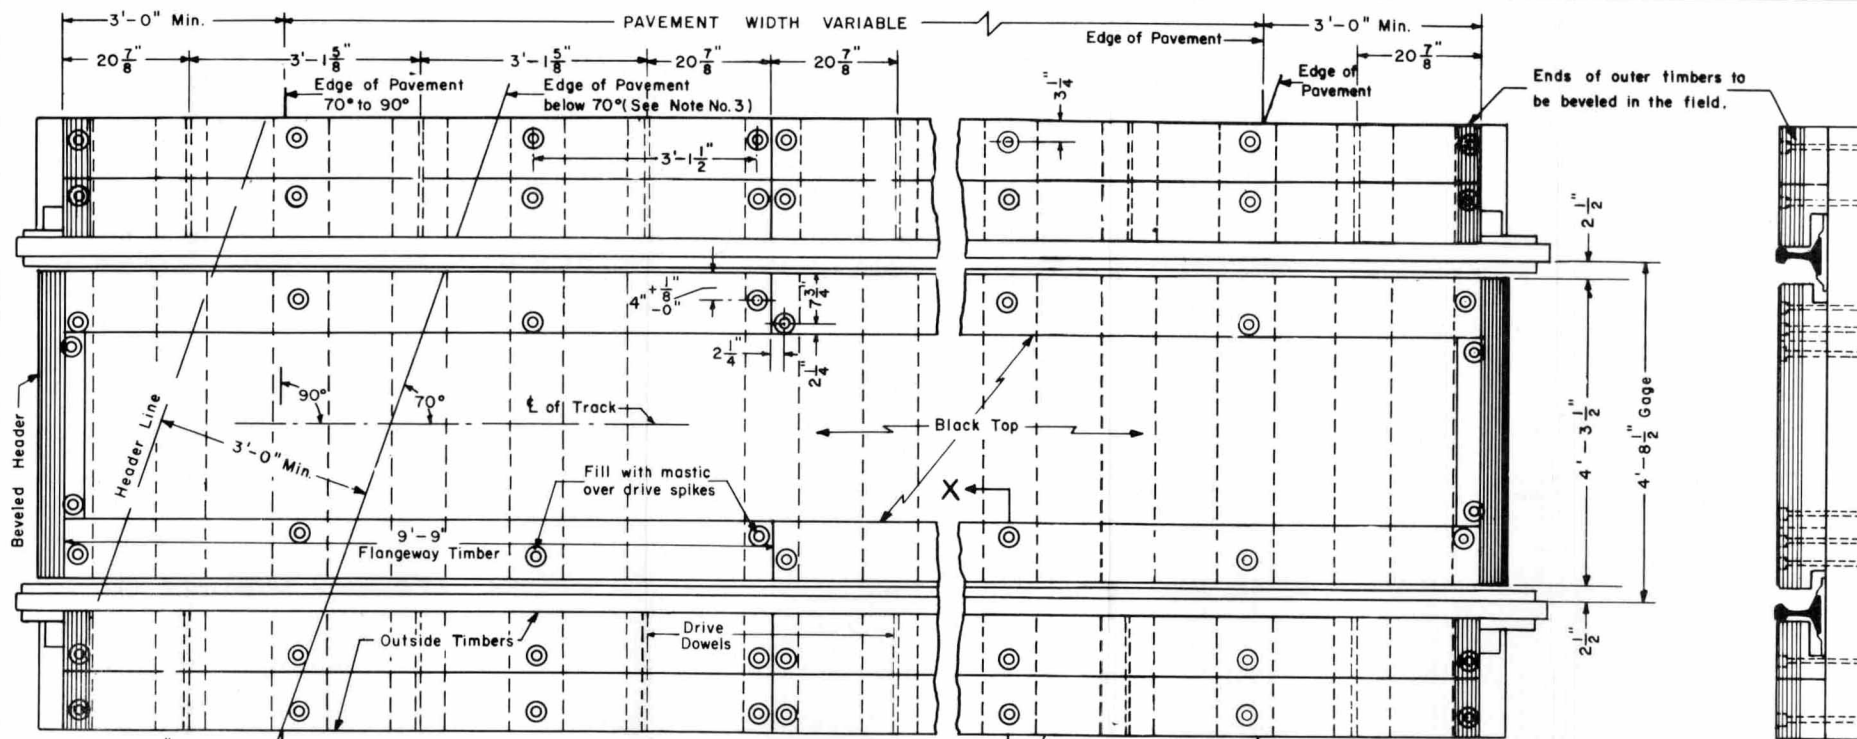 3'-0" Min.
PAVEMENT WIDTH VARIABLE
3'-0" Min.
Edge of Pavement
20 7/8"
3'-1 5/8"
3'-1 5/8"
20 7/8"
20 7/8"
20 7/8"
Edge of Pavement
70° to 90°
Edge of Pavement
below 70° (See Note No. 3)
3 1/4"
Edge of
Pavement
Ends of outer timbers to
be beveled in the field.
3'-1 1/2"
2 1/2"
4" +1/8 -0"
7 3/4"
2 1/4"
2 1/4"
90°
70°
℄ of Track
Header Line
3'-0" Min.
Beveled Header
Black Top
4'-3 1/2"
4'-8 1/2" Gage
Fill with mastic
over drive spikes
X
9'-9"
Flangeway Timber
Outside Timbers
Drive
Dowels
2 1/2"